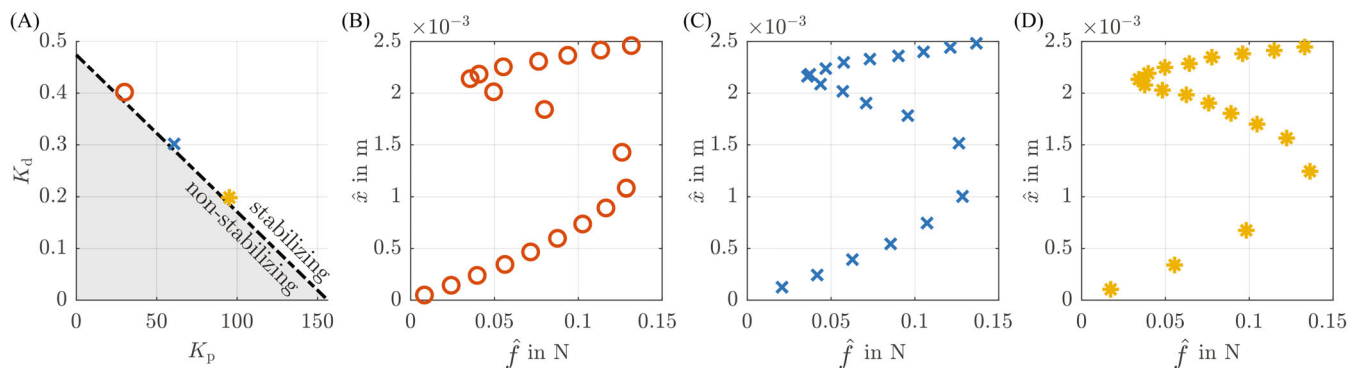 (A)
0.5
0.4
0.3
0.2
0.1
0
K_d
non-stabilizing
stabilizing
0 50 100 150
K_p
(B)
×10⁻³
2.5
2
1.5
1
0.5
0
x̂ in m
0 0.05 0.1 0.15
f̂ in N
(C)
×10⁻³
2.5
2
1.5
1
0.5
0
x̂ in m
0 0.05 0.1 0.15
f̂ in N
(D)
×10⁻³
2.5
2
1.5
1
0.5
0
x̂ in m
0 0.05 0.1 0.15
f̂ in N